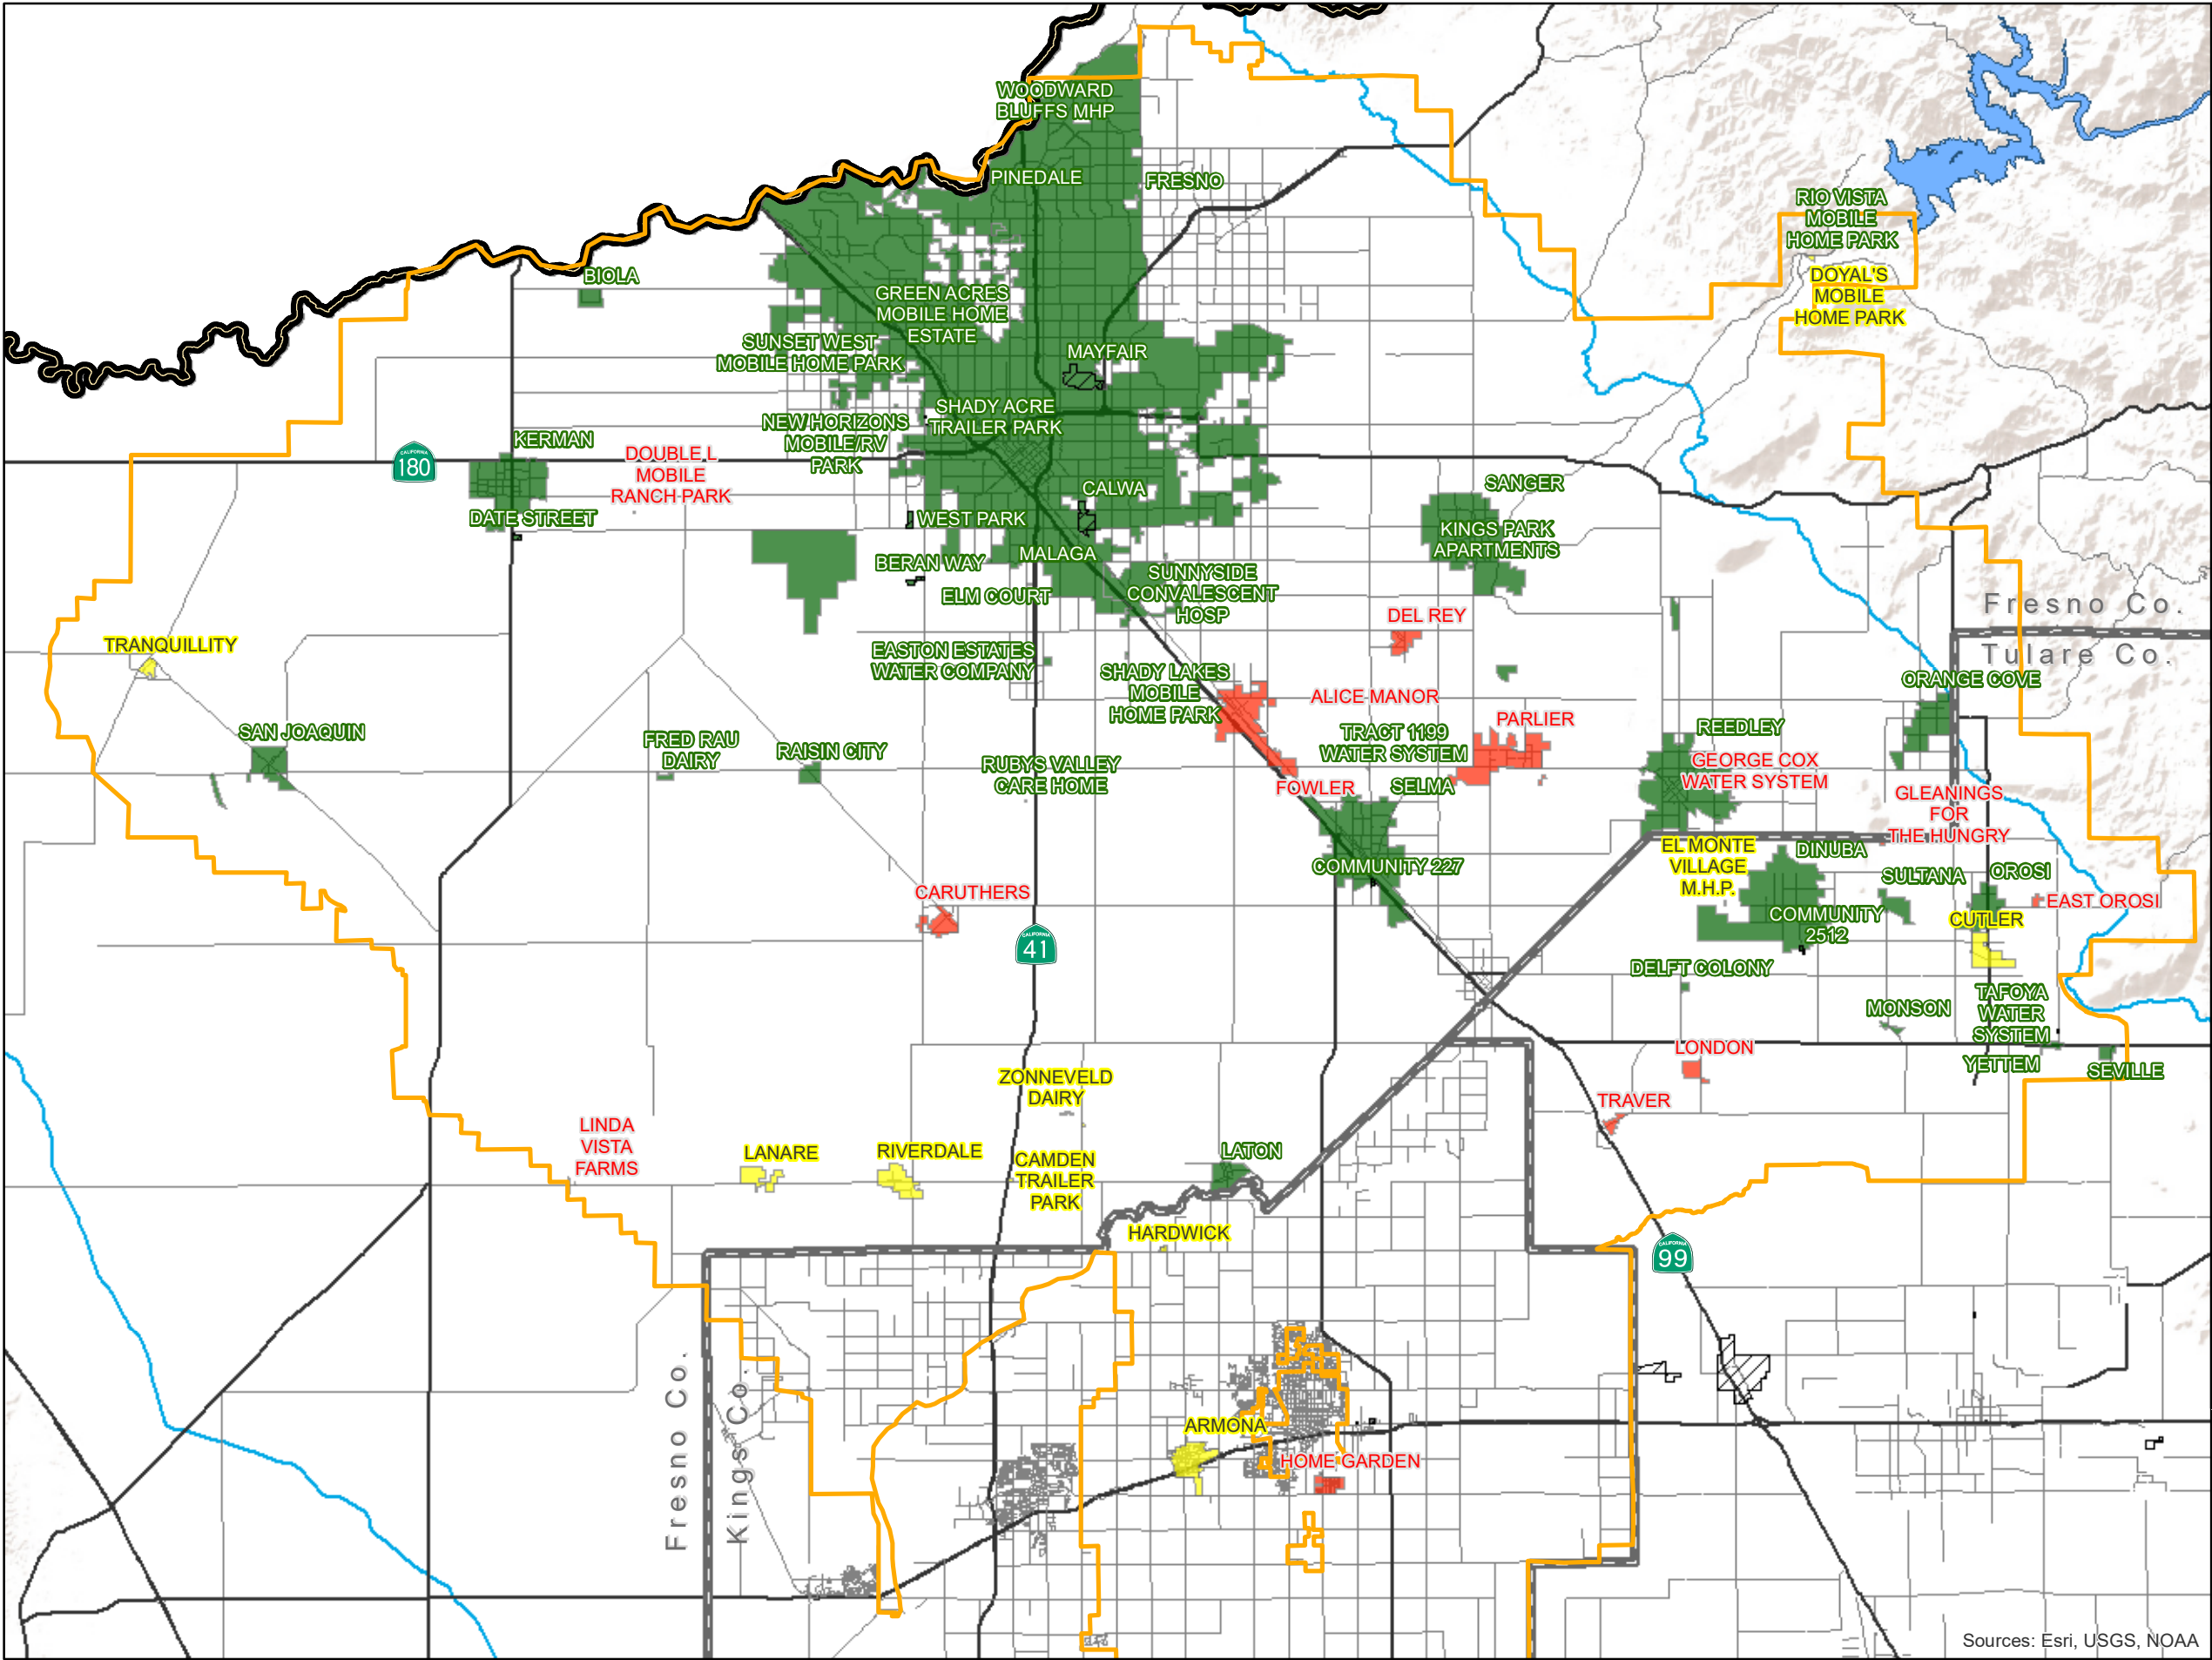 WOODWARD
BLUFFS MHP
PINEDALE
FRESNO
RIO VISTA
MOBILE
HOME PARK
DOYAL'S
MOBILE
HOME PARK
BIOLA
GREEN ACRES
MOBILE HOME
ESTATE
SUNSET WEST
MOBILE HOME PARK
MAYFAIR
SHADY ACRE
TRAILER PARK
NEW HORIZONS
MOBILE/RV
PARK
KERMAN
DOUBLE L
MOBILE
RANCH PARK
CALIFORNIA
180
DATE STREET
CALWA
SANGER
WEST PARK
KINGS PARK
APARTMENTS
MALAGA
BERAN WAY
ELM COURT
SUNNYSIDE
CONVALESCENT
HOSP
DEL REY
Fresno Co.
Tulare Co.
TRANQUILLITY
EASTON ESTATES
WATER COMPANY
SHADY LAKES
MOBILE
HOME PARK
ALICE MANOR
ORANGE COVE
SAN JOAQUIN
FRED RAU
DAIRY
RAISIN CITY
TRACT 1199
WATER SYSTEM
PARLIER
REEDLEY
RUBYS VALLEY
CARE HOME
GEORGE COX
WATER SYSTEM
FOWLER
SELMA
GLEANINGS
FOR
THE HUNGRY
EL MONTE
VILLAGE
M.H.P.
DINUBA
COMMUNITY 227
SULTANA
OROSI
CARUTHERS
EAST OROSI
COMMUNITY
2512
CUTLER
CALIFORNIA
41
DELFT COLONY
MONSON
TAFOYA
WATER
SYSTEM
LONDON
YETTEM
SEVILLE
ZONNEVELD
DAIRY
TRAVER
LINDA
VISTA
FARMS
LANARE
RIVERDALE
CAMDEN
TRAILER
PARK
LATON
HARDWICK
CALIFORNIA
99
Fresno Co.
Kings Co.
ARMONA
HOME GARDEN
Sources: Esri, USGS, NOAA